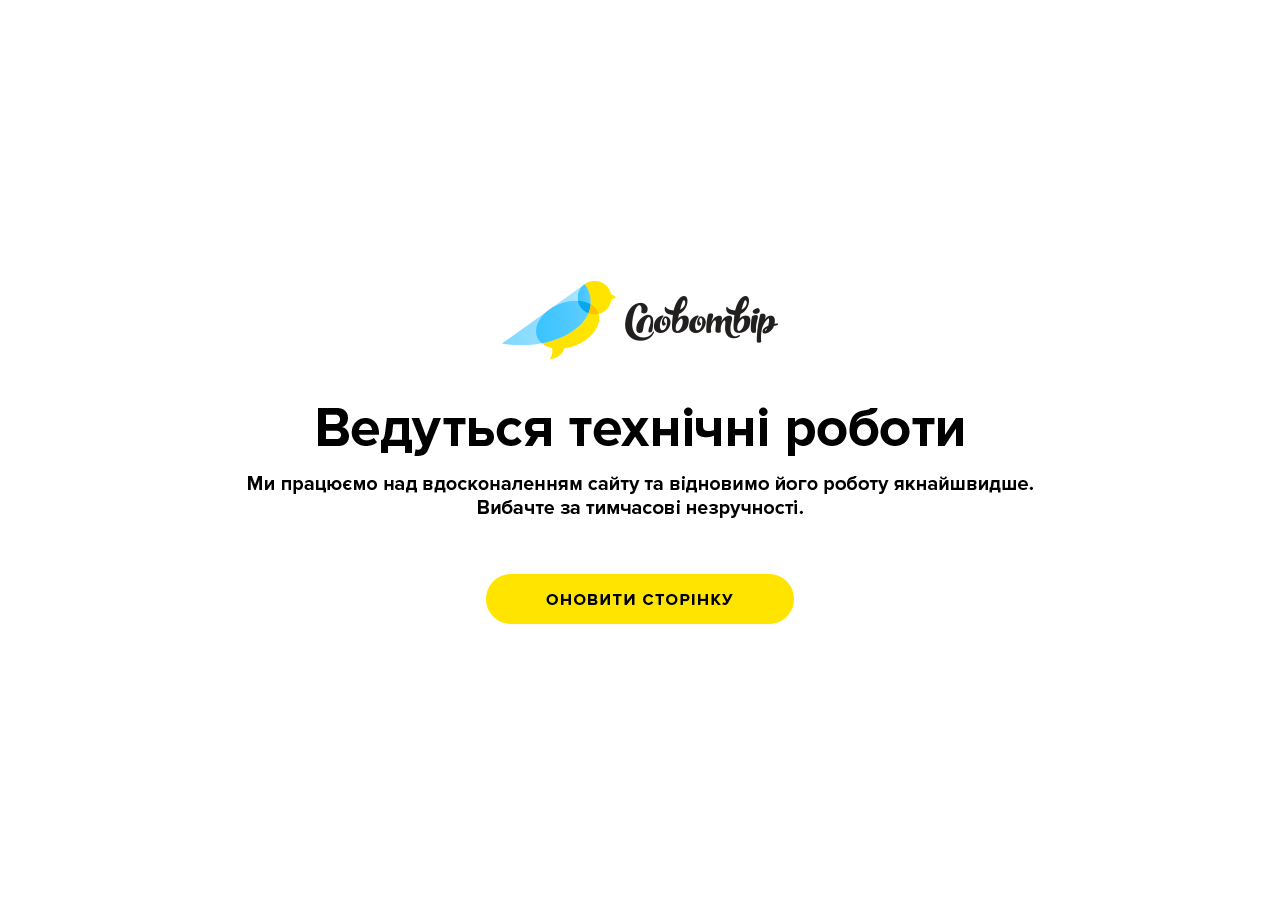 Словотвір
Ведуться технічні роботи
Ми працюємо над вдосконаленням сайту та відновимо його роботу якнайшвидше.
Вибачте за тимчасові незручності.
ОНОВИТИ СТОРІНКУ